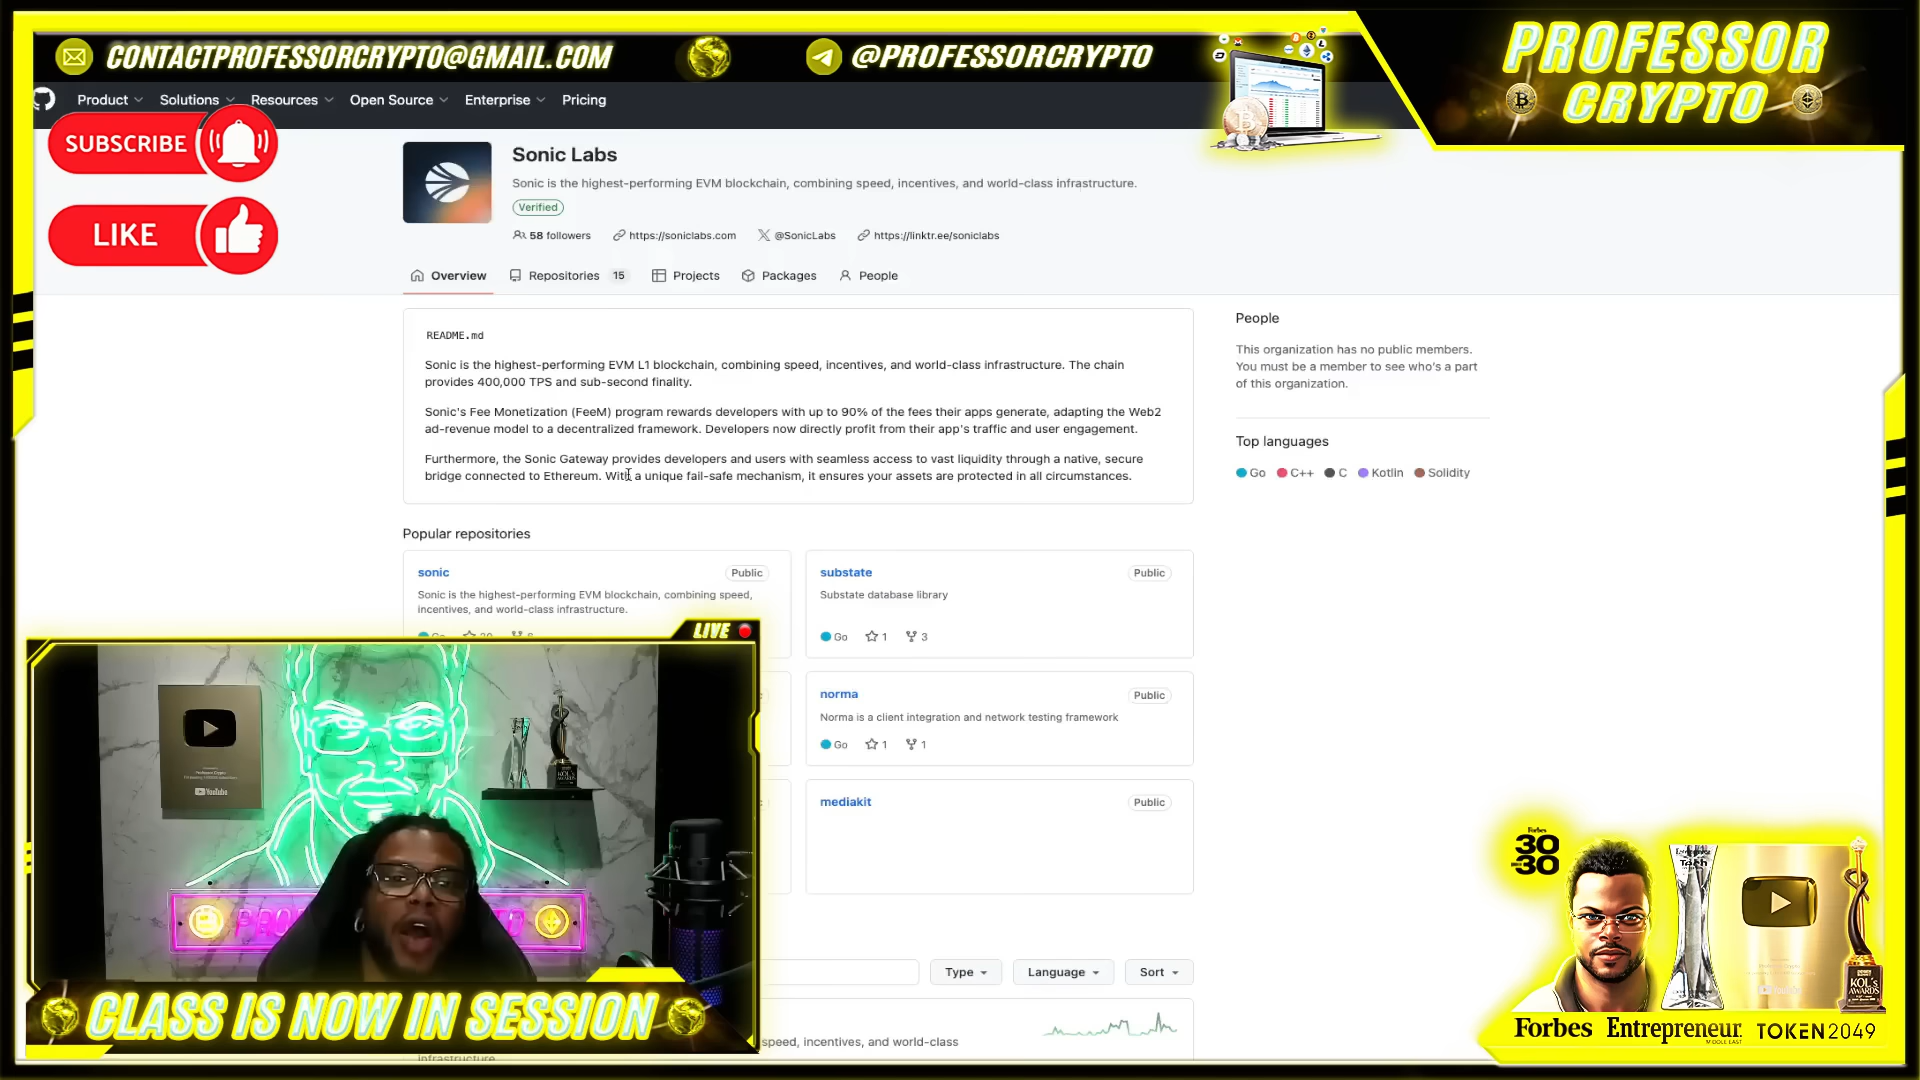 CONTACTPROFESSORCRYPTO@GMAIL.COM
@PROFESSORCRYPTO
PROFESSOR
CRYPTO
Product
Solutions
Resources
Open Source
Enterprise
Pricing
SUBSCRIBE
LIKE
Sonic Labs
Sonic is the highest-performing EVM blockchain, combining speed, incentives, and world-class infrastructure.
Verified
58 followers
https://soniclabs.com
@SonicLabs
https://linktr.ee/soniclabs
Overview
Repositories 15
Projects
Packages
People
README.md
Sonic is the highest-performing EVM L1 blockchain, combining speed, incentives, and world-class infrastructure. The chain
provides 400,000 TPS and sub-second finality.
Sonic's Fee Monetization (FeeM) program rewards developers with up to 90% of the fees their apps generate, adapting the Web2
ad-revenue model to a decentralized framework. Developers now directly profit from their app's traffic and user engagement.
Furthermore, the Sonic Gateway provides developers and users with seamless access to vast liquidity through a native, secure
bridge connected to Ethereum. With a unique fail-safe mechanism, it ensures your assets are protected in all circumstances.
People
This organization has no public members.
You must be a member to see who's a part
of this organization.
Top languages
Go C++ C Kotlin Solidity
Popular repositories
sonic
Public
Sonic is the highest-performing EVM blockchain, combining speed,
incentives, and world-class infrastructure.
substate
Public
Substate database library
Go 1 3
norma
Public
Norma is a client integration and network testing framework
Go 1 1
mediakit
Public
Type
Language
Sort
speed, incentives, and world-class
infrastructure.
LIVE
YouTube
KOL's
AWARDS
PRO
CLASS IS NOW IN SESSION
Forbes
30
30
Tech
KOL's
AWARDS
Forbes Entrepreneur TOKEN2049
MIDDLE EAST